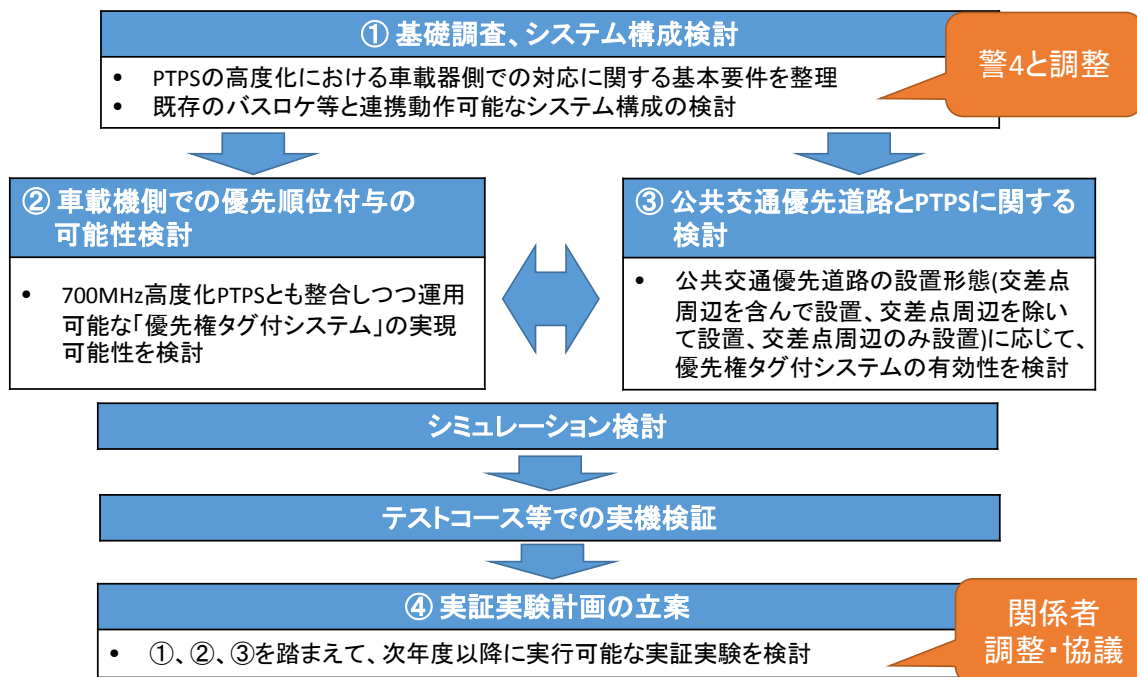 ① 基礎調査、システム構成検討
• PTPSの高度化における車載器側での対応に関する基本要件を整理
• 既存のバスロケ等と連携動作可能なシステム構成の検討
警4と調整
② 車載機側での優先順位付与の
可能性検討
• 700MHz高度化PTPSとも整合しつつ運用
可能な「優先権タグ付システム」の実現
可能性を検討
③ 公共交通優先道路とPTPSに関する
検討
• 公共交通優先道路の設置形態(交差点
周辺を含んで設置、交差点周辺を除い
て設置、交差点周辺のみ設置)に応じて、
優先権タグ付システムの有効性を検討
シミュレーション検討
テストコース等での実機検証
④ 実証実験計画の立案
• ①、②、③を踏まえて、次年度以降に実行可能な実証実験を検討
関係者
調整・協議